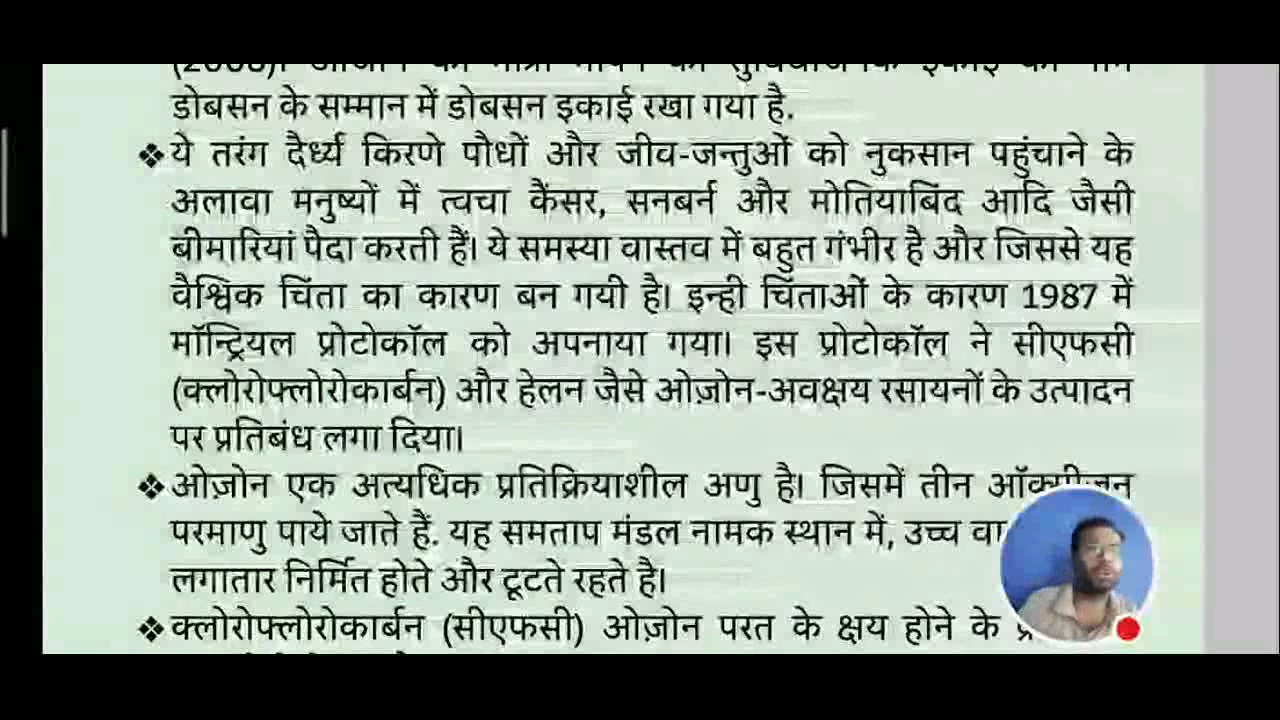 डोबसन के सम्मान में डोबसन इकाई रखा गया है.
❖ये तरंग दैर्ध्य किरणे पौधों और जीव-जन्तुओं को नुकसान पहुंचाने के
अलावा मनुष्यों में त्वचा कैंसर, सनबर्न और मोतियाबिंद आदि जैसी
बीमारियां पैदा करती हैं। ये समस्या वास्तव में बहुत गंभीर है और जिससे यह
वैश्विक चिंता का कारण बन गयी है। इन्ही चिंताओं के कारण 1987 में
मॉन्ट्रियल प्रोटोकॉल को अपनाया गया। इस प्रोटोकॉल ने सीएफसी
(क्लोरोफ्लोरोकार्बन) और हेलन जैसे ओज़ोन-अवक्षय रसायनों के उत्पादन
पर प्रतिबंध लगा दिया।
❖ओज़ोन एक अत्यधिक प्रतिक्रियाशील अणु है। जिसमें तीन ऑक्सीजन
परमाणु पाये जाते हैं. यह समताप मंडल नामक स्थान में, उच्च
लगातार निर्मित होते और टूटते रहते है।
❖क्लोरोफ्लोरोकार्बन (सीएफसी) ओज़ोन परत के क्षय होने के